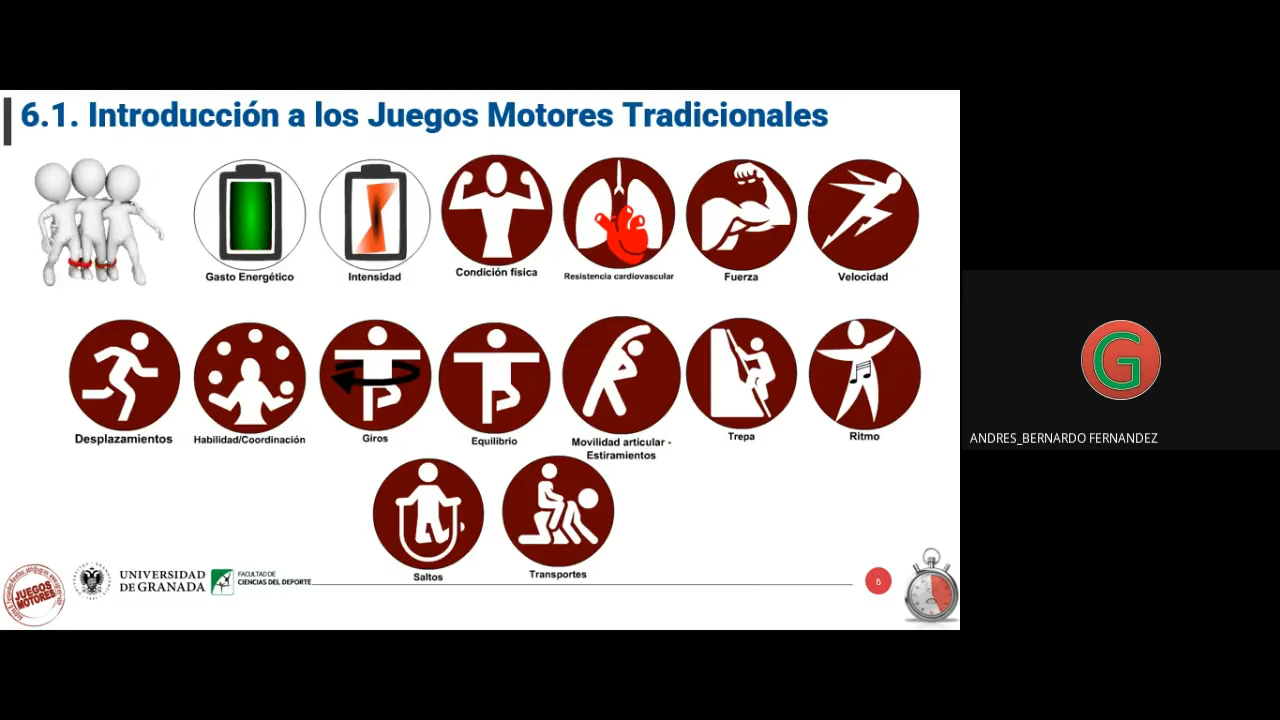 6.1. Introducción a los Juegos Motores Tradicionales
Gasto Energético
Intensidad
Condición física
Resistencia cardiovascular
Fuerza
Velocidad
Desplazamientos
Habilidad/Coordinación
Giros
Equilibrio
Movilidad articular -
Estiramientos
Trepa
Ritmo
Saltos
Transportes
JUEGOS
MOTORES
UNIVERSIDAD
DE GRANADA
FACULTAD DE
CIENCIAS DEL DEPORTE
G
ANDRES_BERNARDO FERNANDEZ